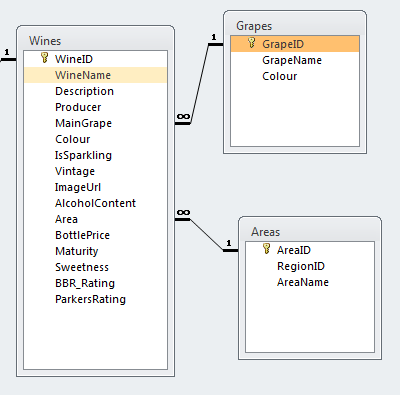 Wines
WineID
WineName
Description
Producer
MainGrape
Colour
IsSparkling
Vintage
ImageUrl
AlcoholContent
Area
BottlePrice
Maturity
Sweetness
BBR_Rating
ParkersRating
1
∞
∞
1
Grapes
GrapeID
GrapeName
Colour
1
Areas
AreaID
RegionID
AreaName